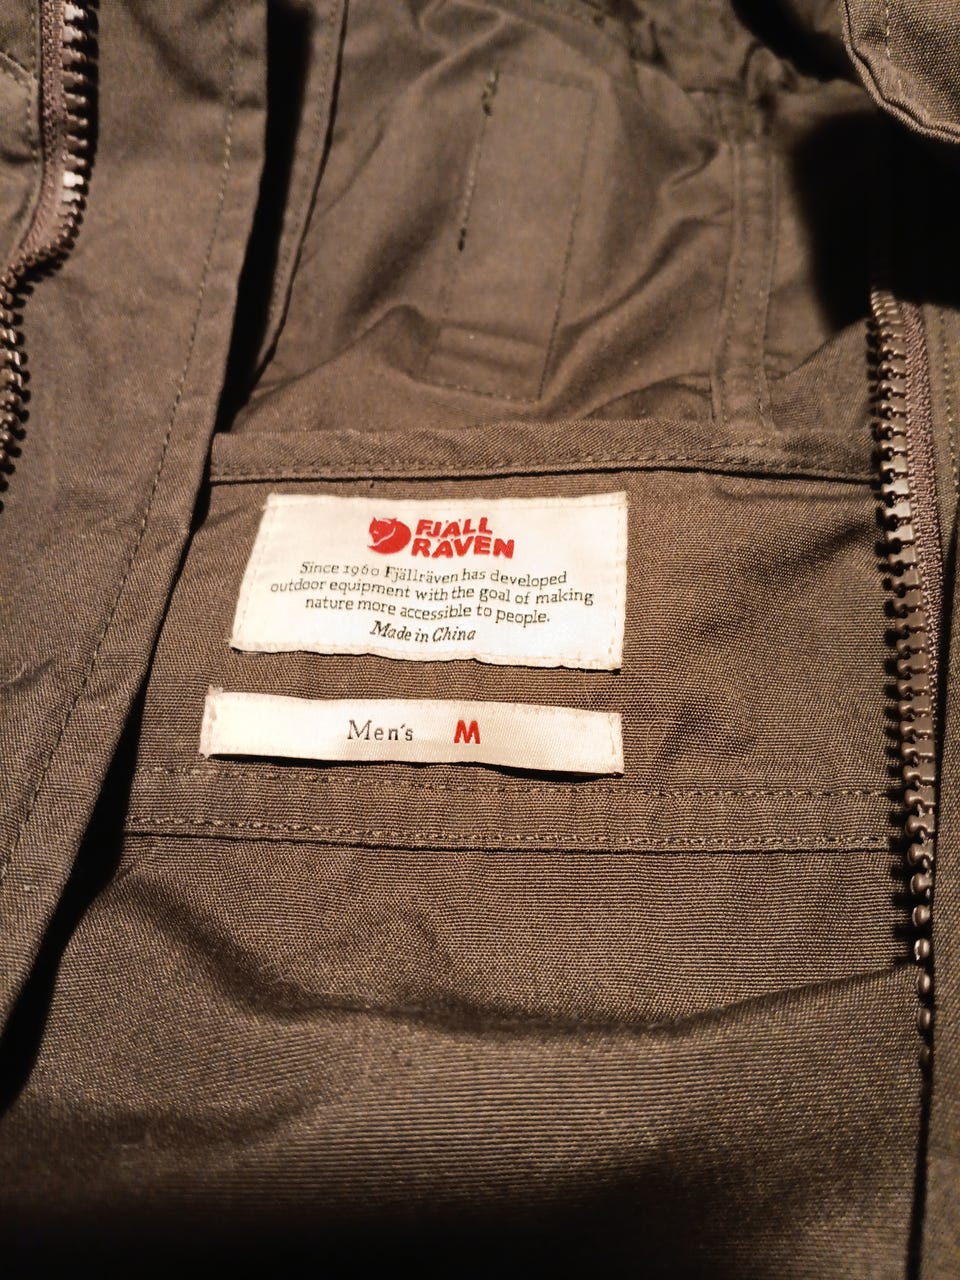 FJÄLL
RÄVEN
Since 1960 Fjällräven has developed
outdoor equipment with the goal of making
nature more accessible to people.
Made in China
Men's M